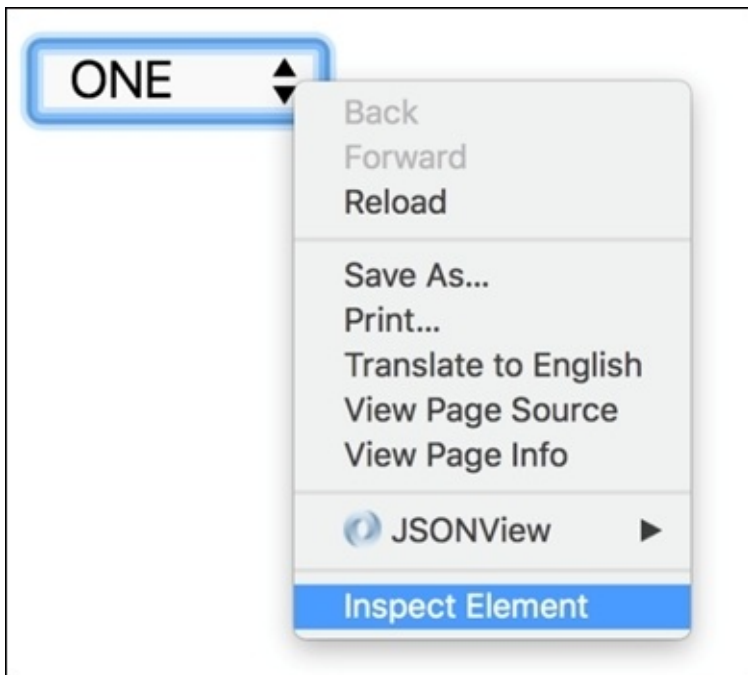 ONE
Back
Forward
Reload
Save As...
Print...
Translate to English
View Page Source
View Page Info
JSONView
Inspect Element